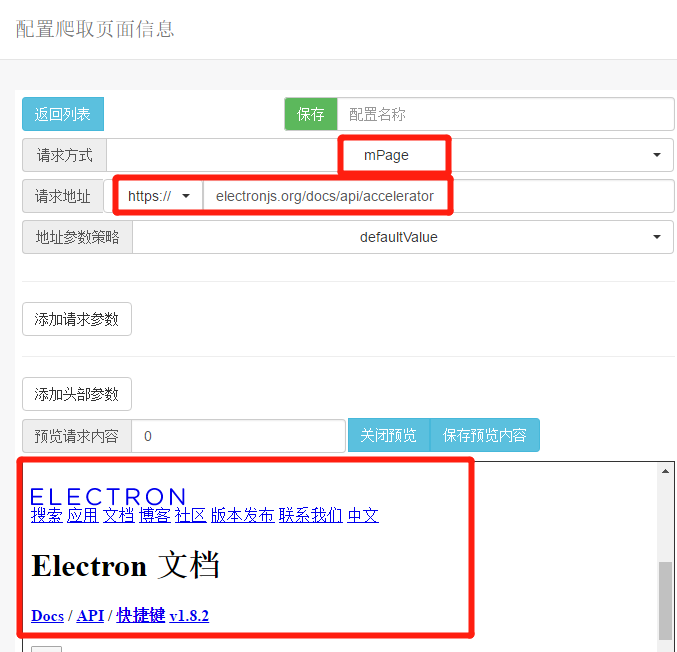 配置爬取页面信息
返回列表 保存 配置名称
请求方式 mPage
请求地址 https:// electronjs.org/docs/api/accelerator
地址参数策略 defaultValue
添加请求参数
添加头部参数
预览请求内容 0 关闭预览 保存预览内容
ELECTRON
搜索 应用 文档 博客 社区 版本发布 联系我们 中文
Electron 文档
Docs / API / 快捷键 v1.8.2